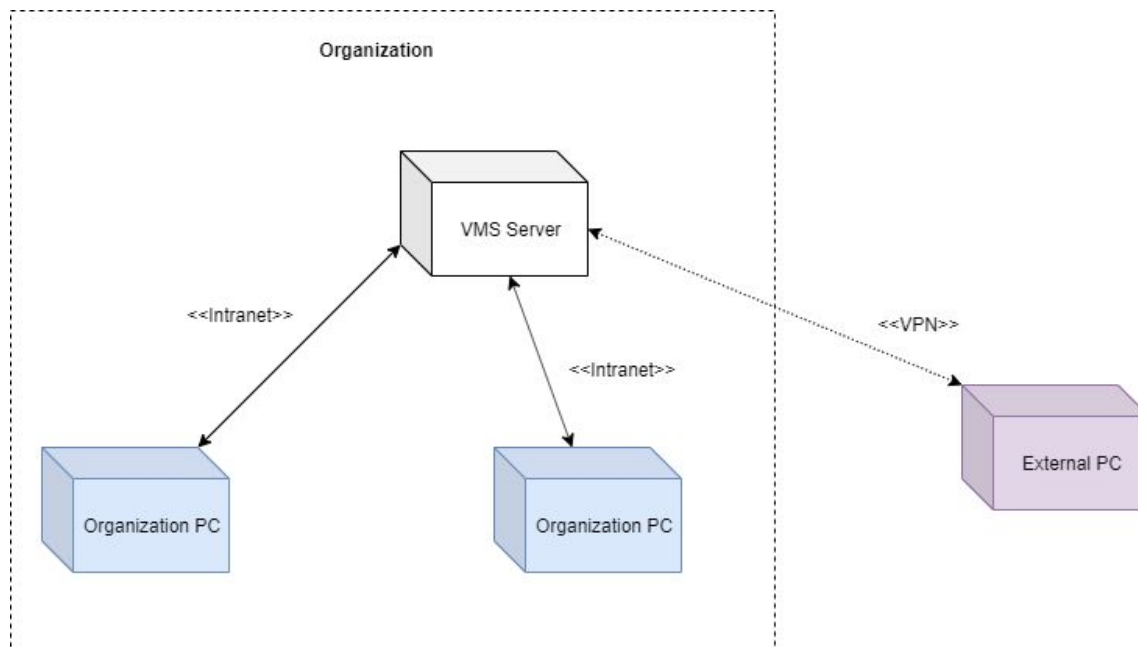 Organization
VMS Server
<<Intranet>>
<<VPN>>
<<Intranet>>
External PC
Organization PC
Organization PC